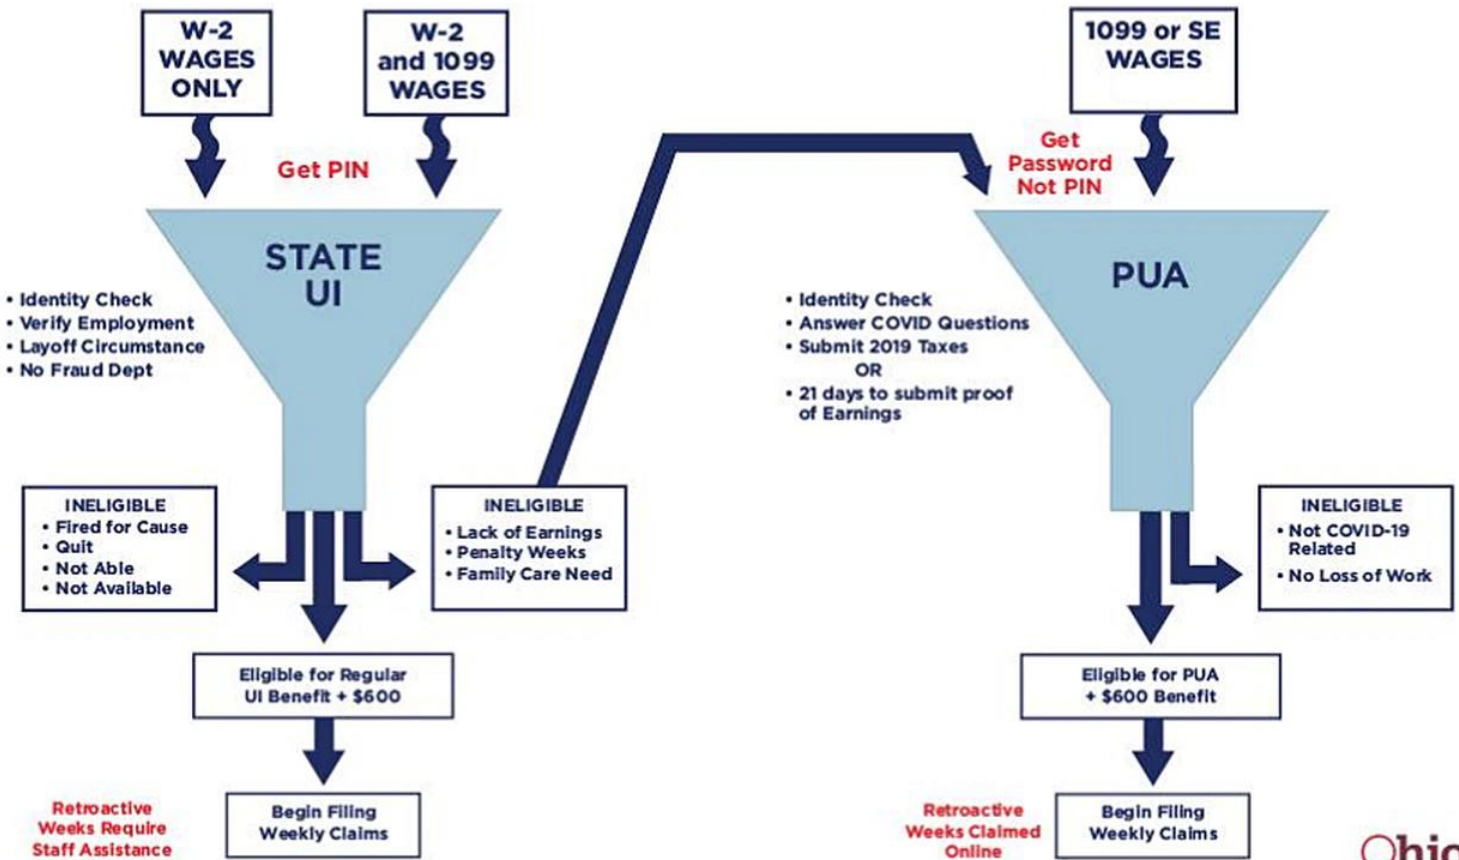 W-2
WAGES
ONLY
W-2
and 1099
WAGES
1099 or SE
WAGES
Get PIN
Get
Password
Not PIN
STATE
UI
• Identity Check
• Verify Employment
• Layoff Circumstance
• No Fraud Dept
PUA
• Identity Check
• Answer COVID Questions
• Submit 2019 Taxes
OR
• 21 days to submit proof
of Earnings
INELIGIBLE
• Fired for Cause
• Quit
• Not Able
• Not Available
INELIGIBLE
• Lack of Earnings
• Penalty Weeks
• Family Care Need
INELIGIBLE
• Not COVID-19
Related
• No Loss of Work
Eligible for Regular
UI Benefit + $600
Eligible for PUA
+ $600 Benefit
Retroactive
Weeks Require
Staff Assistance
Begin Filing
Weekly Claims
Retroactive
Weeks Claimed
Online
Begin Filing
Weekly Claims